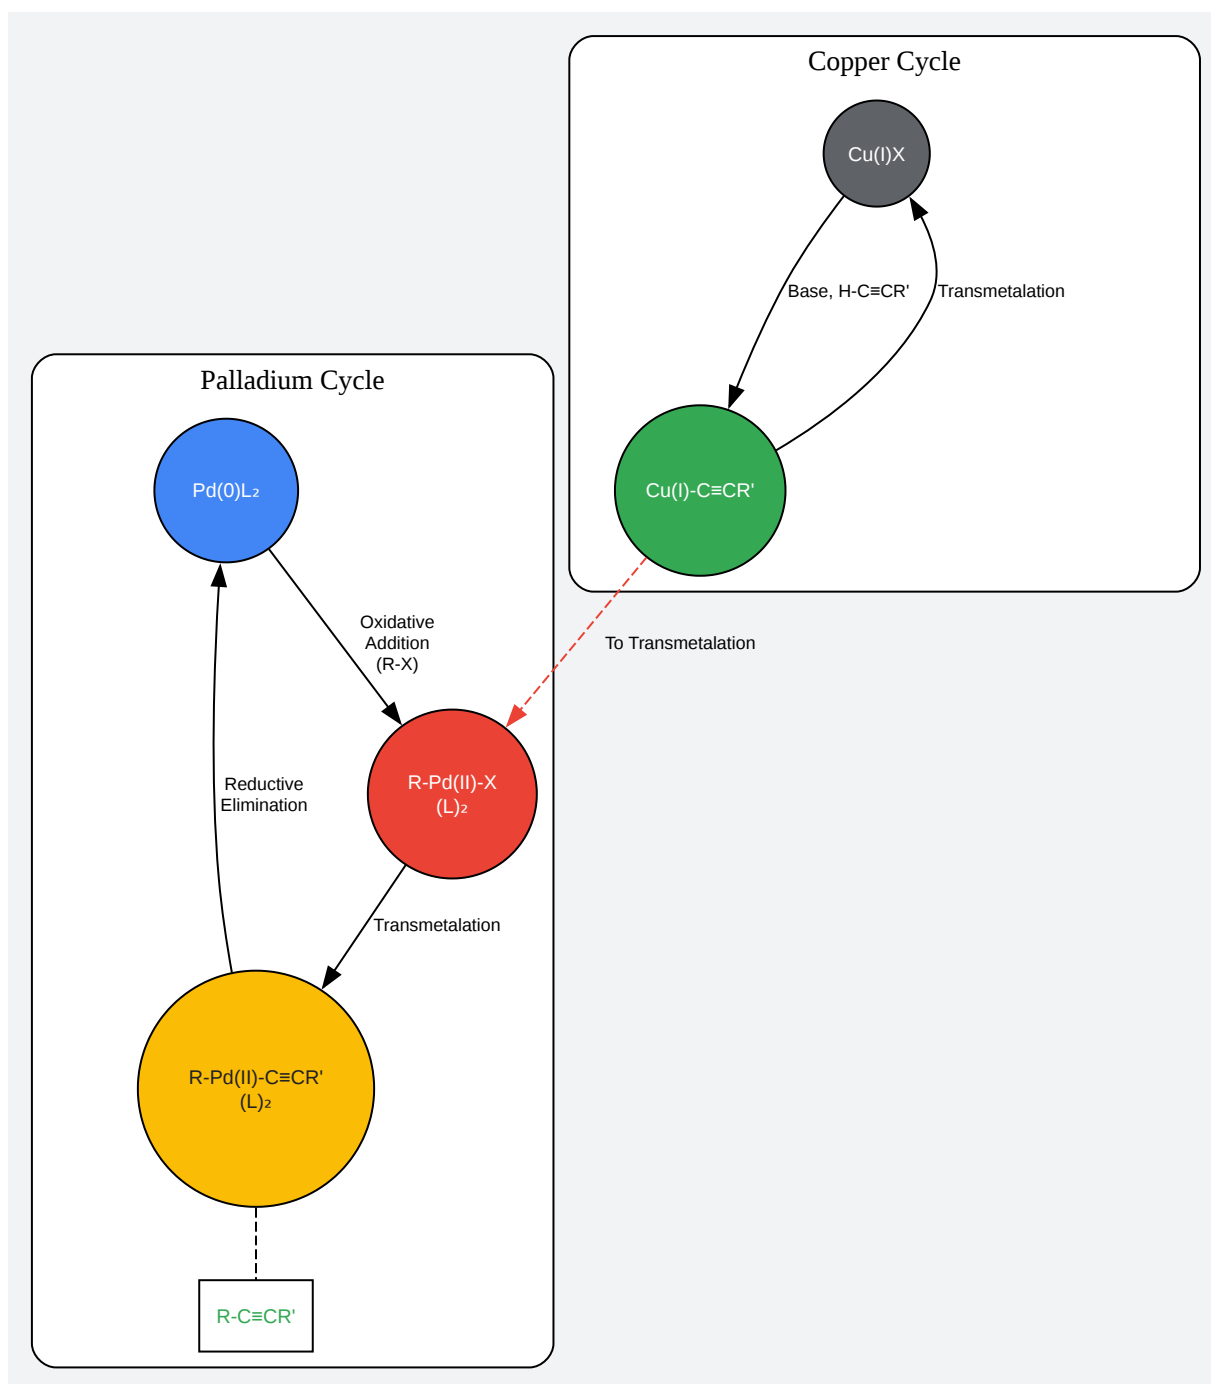 Copper Cycle
Cu(I)X
Base, H-C≡CR'
Transmetalation
Cu(I)-C≡CR'
To Transmetalation
Palladium Cycle
Pd(0)L₂
Oxidative
Addition
(R-X)
R-Pd(II)-X
(L)₂
Reductive
Elimination
Transmetalation
R-Pd(II)-C≡CR'
(L)₂
R-C≡CR'